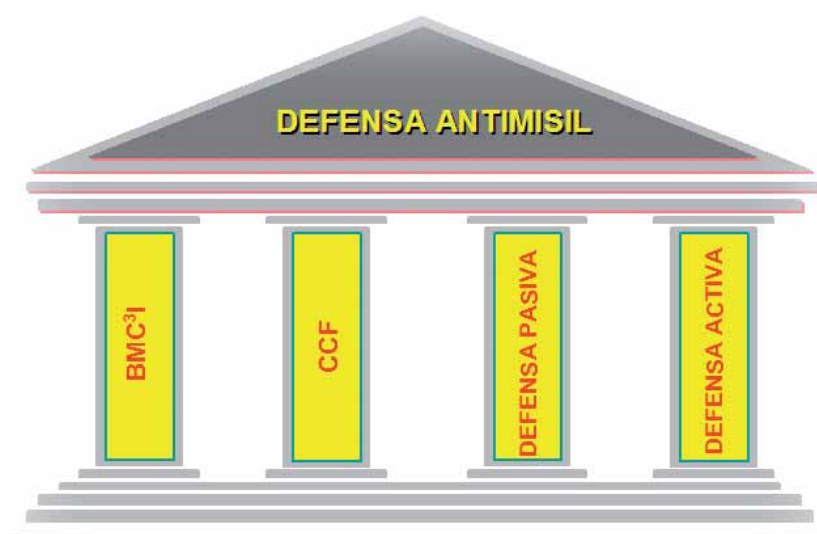 DEFENSA ANTIMISIL
BMC³I
CCF
DEFENSA PASIVA
DEFENSA ACTIVA